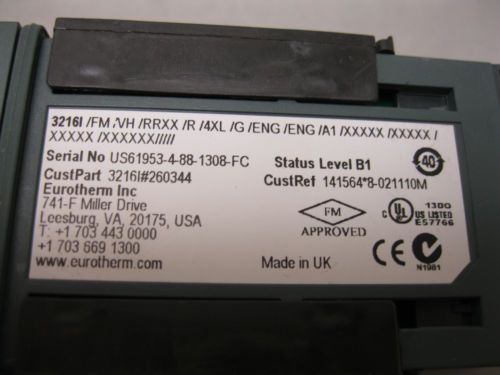 3216I /FM /VH /RRXX /R /4XL /G /ENG /ENG /A1 /XXXXX /XXXXX /
XXXXX /XXXXXX/////
Serial No US61953-4-88-1308-FC Status Level B1
CustPart 3216I#260344 CustRef 141564*8-021110M
40
Eurotherm Inc
741-F Miller Drive
Leesburg, VA, 20175, USA
T: +1 703 443 0000
+1 703 669 1300
www.eurotherm.com
Made in UK
FM
APPROVED
1380
C UL US LISTED
E57766
CE
N1981